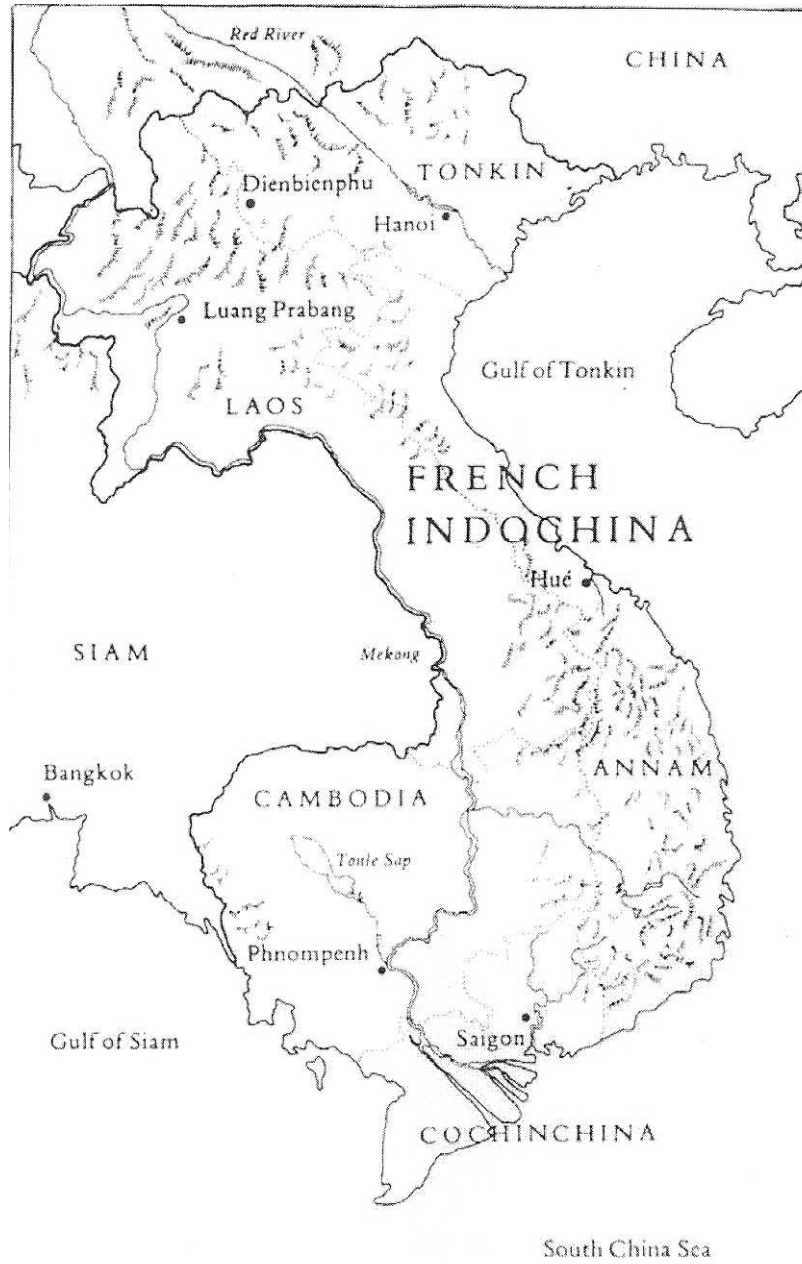 Red River
CHINA
TONKIN
Dienbienphu
Hanoi
Luang Prabang
Gulf of Tonkin
LAOS
FRENCH
INDOCHINA
Hué
SIAM
Mekong
Bangkok
ANNAM
CAMBODIA
Tonle Sap
Phnompenh
Saigon
Gulf of Siam
COCHINCHINA
South China Sea